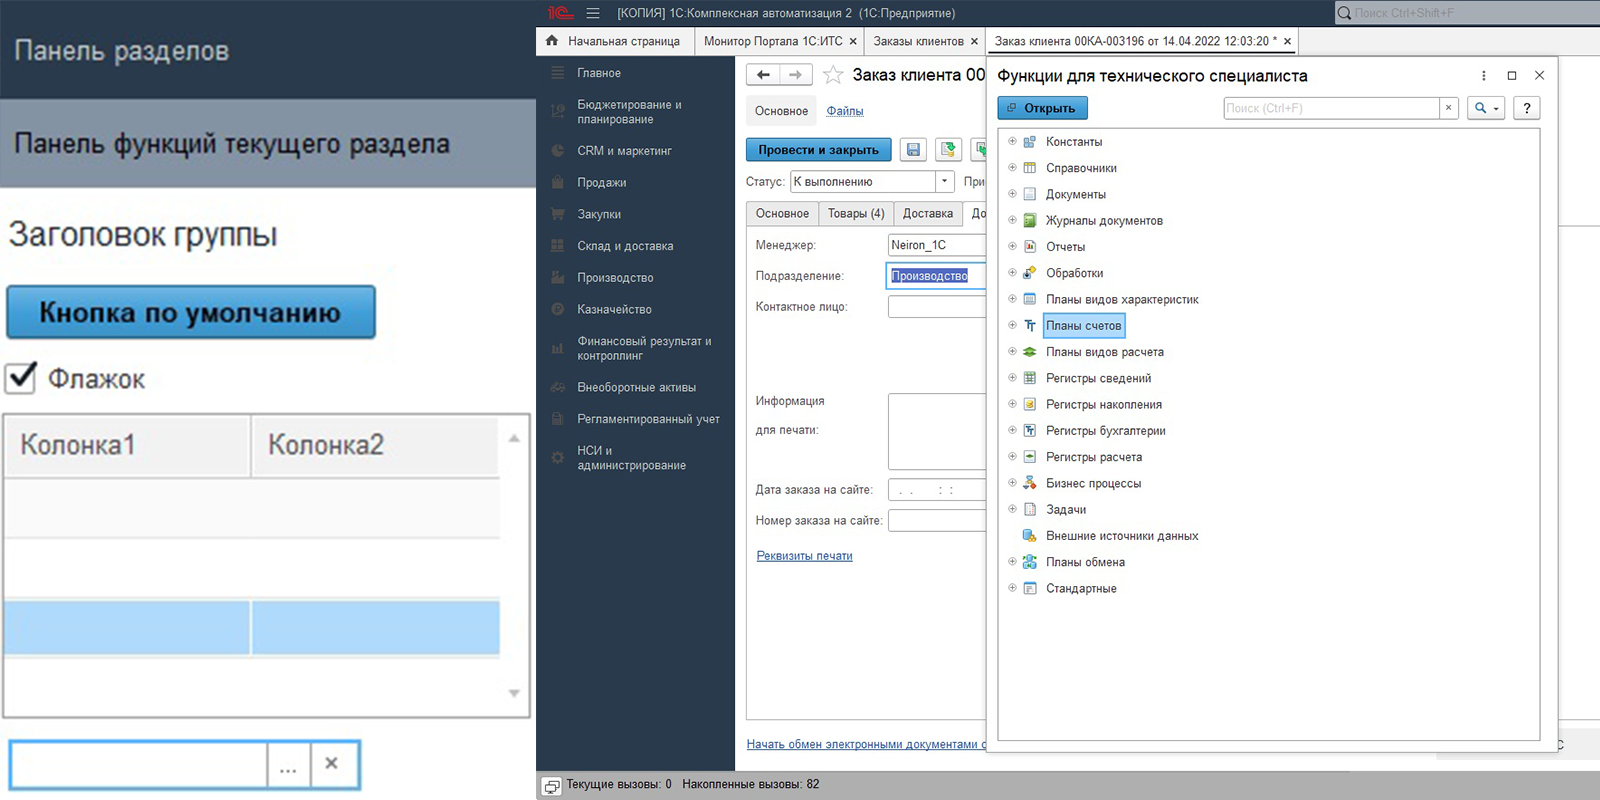 Панель разделов
Панель функций текущего раздела
Заголовок группы
Кнопка по умолчанию
Флажок
Колонка1 Колонка2
[КОПИЯ] 1С:Комплексная автоматизация 2 (1С:Предприятие)
Поиск Ctrl+Shift+F
Начальная страница
Монитор Портала 1С:ИТС ×
Заказы клиентов ×
Заказ клиента 00КА-003196 от 14.04.2022 12:03:20 * ×
Главное
Бюджетирование и
планирование
CRM и маркетинг
Продажи
Закупки
Склад и доставка
Производство
Казначейство
Финансовый результат и
контроллинг
Внеоборотные активы
Регламентированный учет
НСИ и
администрирование
Заказ клиента 00
Основное Файлы
Провести и закрыть
Статус: К выполнению При
Основное Товары (4) Доставка До
Менеджер: Neiron_1C
Подразделение: Производство
Контактное лицо:
Информация
для печати:
Дата заказа на сайте: . . : :
Номер заказа на сайте:
Реквизиты печати
Начать обмен электронными документами с
Функции для технического специалиста
Открыть
Поиск (Ctrl+F) × ?
Константы
Справочники
Документы
Журналы документов
Отчеты
Обработки
Планы видов характеристик
Планы счетов
Планы видов расчета
Регистры сведений
Регистры накопления
Регистры бухгалтерии
Регистры расчета
Бизнес процессы
Задачи
Внешние источники данных
Планы обмена
Стандартные
Текущие вызовы: 0 Накопленные вызовы: 82